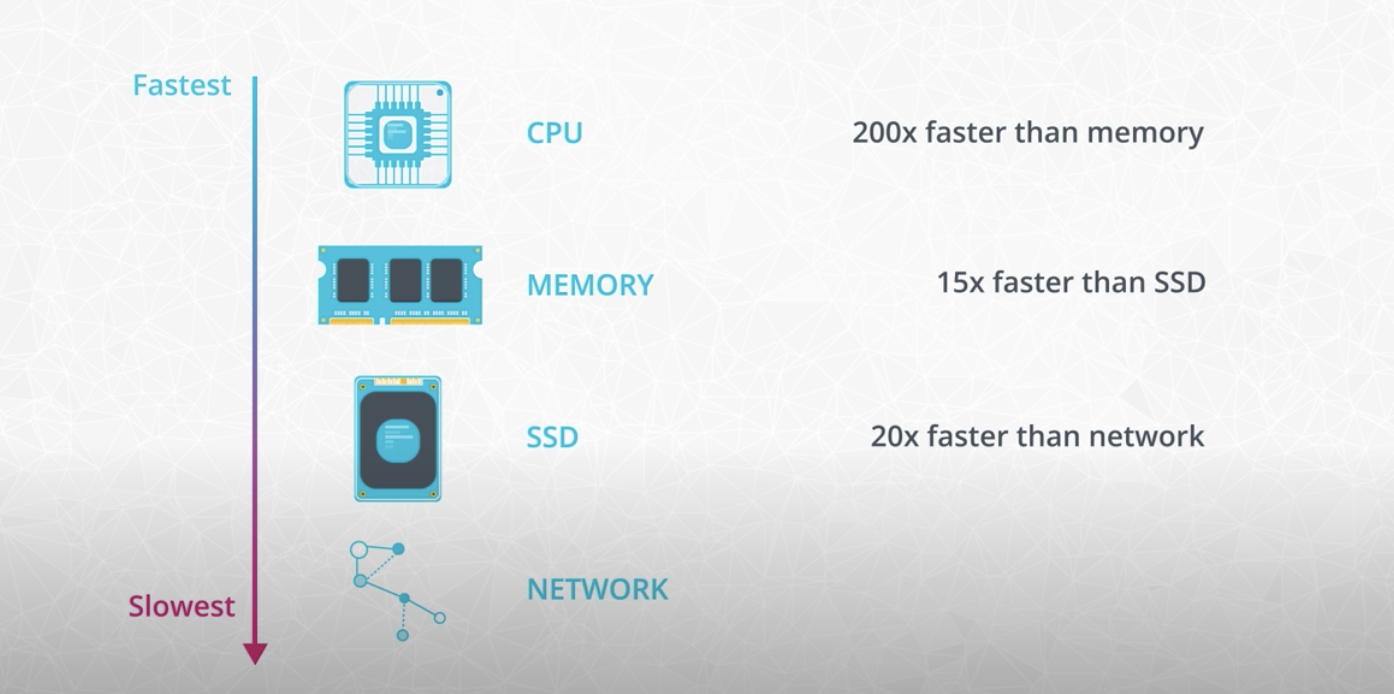 Fastest
CPU
200x faster than memory
MEMORY
15x faster than SSD
SSD
20x faster than network
NETWORK
Slowest